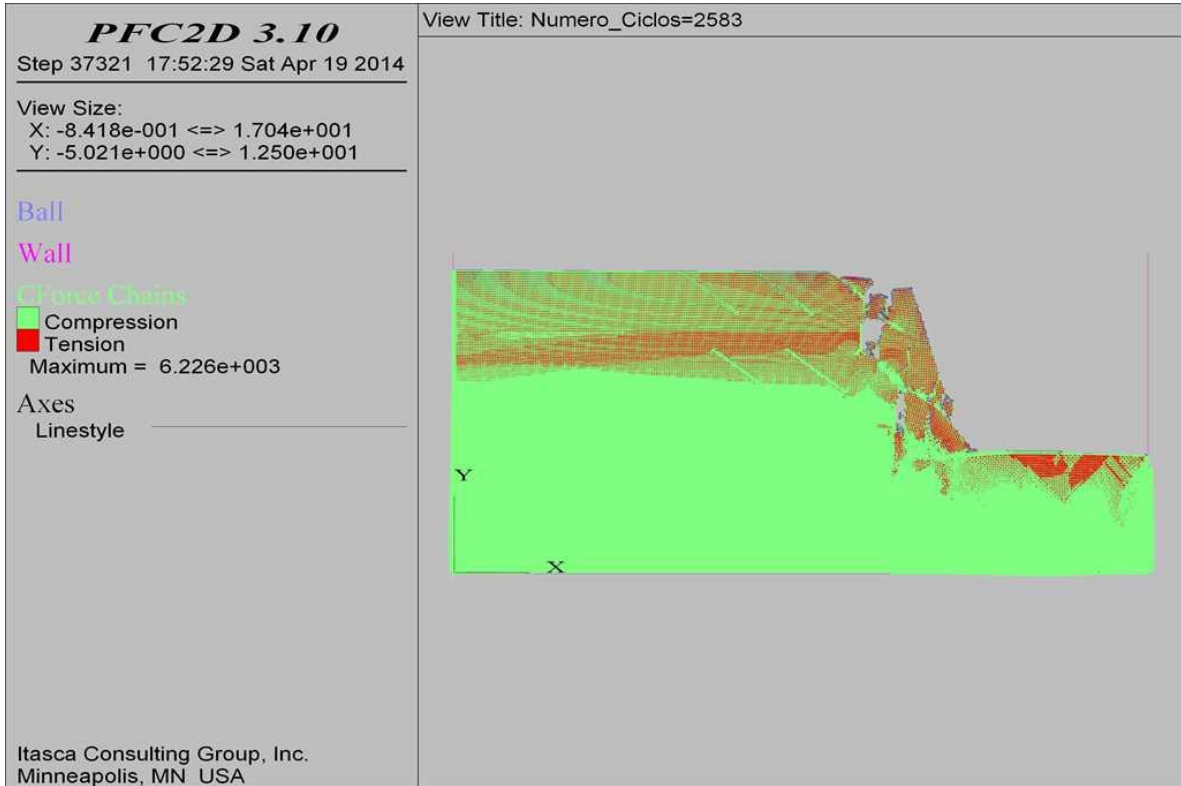 PFC2D 3.10
Step 37321  17:52:29 Sat Apr 19 2014
View Size:
X: -8.418e-001 <=> 1.704e+001
Y: -5.021e+000 <=> 1.250e+001
Ball
Wall
CForce Chains
Compression
Tension
Maximum =  6.226e+003
Axes
Linestyle
Itasca Consulting Group, Inc.
Minneapolis, MN  USA
View Title: Numero_Ciclos=2583
Y
X